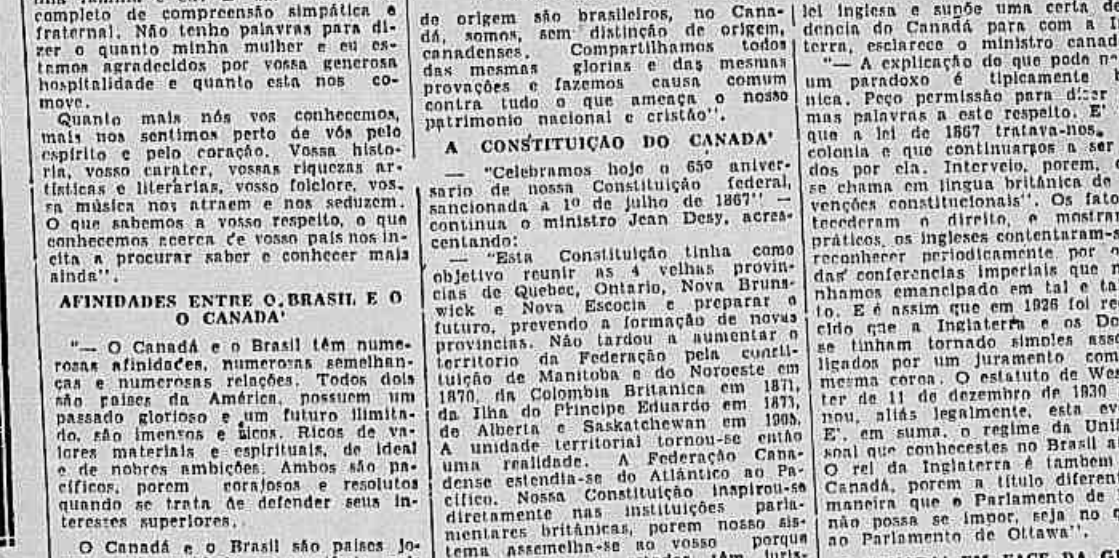 completo de compreensão simpática e
fraternal. Não tenho palavras para di-
zer o quanto minha mulher e eu es-
temos agradecidos por vossa generosa
hospitalidade e quanto esta nos co-
move.
Quanto mais nós vos conhecemos,
mais nos sentimos perto de vós pelo
espírito e pelo coração. Vossa histo-
ria, vosso carater, vossas riquezas ar-
tísticas e literárias, vosso folclore, vos-
sa música nos atraem e nos seduzem.
O que sabemos a vosso respeito, o que
conhecemos acerca de vosso país nos in-
cita a procurar saber e conhecer mais
ainda".
AFINIDADES ENTRE O BRASIL E O
O CANADA'
"— O Canadá e o Brasil têm nume-
rosas afinidades, numerosas semelhan-
ças e numerosas relações. Todos dois
são países da América, possuem um
passado glorioso e um futuro ilimita-
do, são imensos e ricos. Ricos de va-
lores materiais e espirituais, de ideal
e de nobres ambições. Ambos são pa-
cíficos, porem corajosos e resolutos
quando se trata de defender seus in-
teresses superiores.
O Canadá e o Brasil são países jo-
de origem são brasileiros, no Cana-
dá, somos, sem distinção de origem,
canadenses. Compartilhamos todos
das mesmas glorias e das mesmas
provações e fazemos causa comum
contra tudo o que ameaça o nosso
patrimonio nacional e cristão".
A CONSTITUIÇÃO DO CANADA'
— "Celebramos hoje o 65º aniver-
sario de nossa Constituição federal,
sancionada a 1º de julho de 1867" —
continua o ministro Jean Desy, acres-
centando:
— "Esta Constituição tinha como
objetivo reunir as 4 velhas provin-
cias de Quebec, Ontario, Nova Bruns-
wick e Nova Escocia e preparar o
futuro, prevendo a formação de novas
provincias. Não tardou a aumentar o
territorio da Federação pela consti-
tuição de Manitoba e do Noroeste em
1870, da Colombia Britanica em 1871,
da Ilha do Principe Eduardo em 1873,
de Alberta e Saskatchewan em 1905.
A unidade territorial tornou-se então
uma realidade. A Federação Cana-
dense estendia-se do Atlântico ao Pa-
cífico. Nossa Constituição inspirou-se
diretamente nas instituições parla-
mentares britânicas, porem nosso sis-
tema assemelha-se ao vosso porque
lei inglesa e supõe uma certa de
dencia do Canadá para com a
terra, esclarece o ministro canad
"— A explicação do que pode
um paradoxo é tipicamente
nica. Peço permissão para dizer
mas palavras a este respeito. E'
que a lei de 1867 tratava-nos
colonia e que continuarmos a ser
dos por ela. Interveio, porem,
se chama em lingua britânica de
venções constitucionais". Os fato
tecederam o direito, e mostra
práticos, os ingleses contentaram-s
reconhecer periodicamente por
das conferencias imperiais que
nhamos emancipado em tal e ta
to. E é assim que em 1926 foi re
cido que a Inglaterra e os Do
se tinham tornado simples asso
ligados por um juramento com
mesma coroa. O estatuto de Wes
ter de 11 de dezembro de 1930
nou, aliás legalmente, esta ev
E', em suma, o regime da Uniã
soal que conhecestes no Brasil a
O rei da Inglaterra é tambem
Canadá, porem a título diferen
maneira que o Parlamento de
não possa se impor, seja no
ao Parlamento de Ottawa".